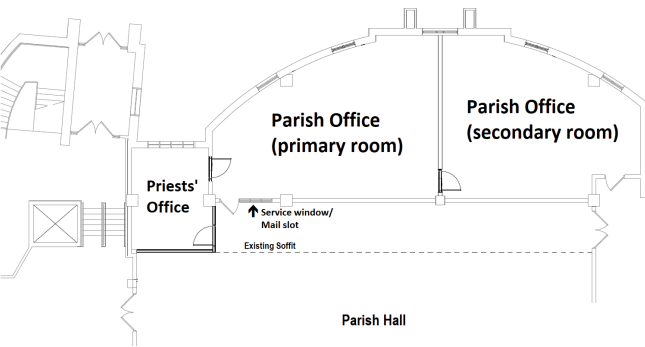 Parish Office
(primary room)
Parish Office
(secondary room)
Priests'
Office
Service window/
Mail slot
Existing Soffit
Parish Hall